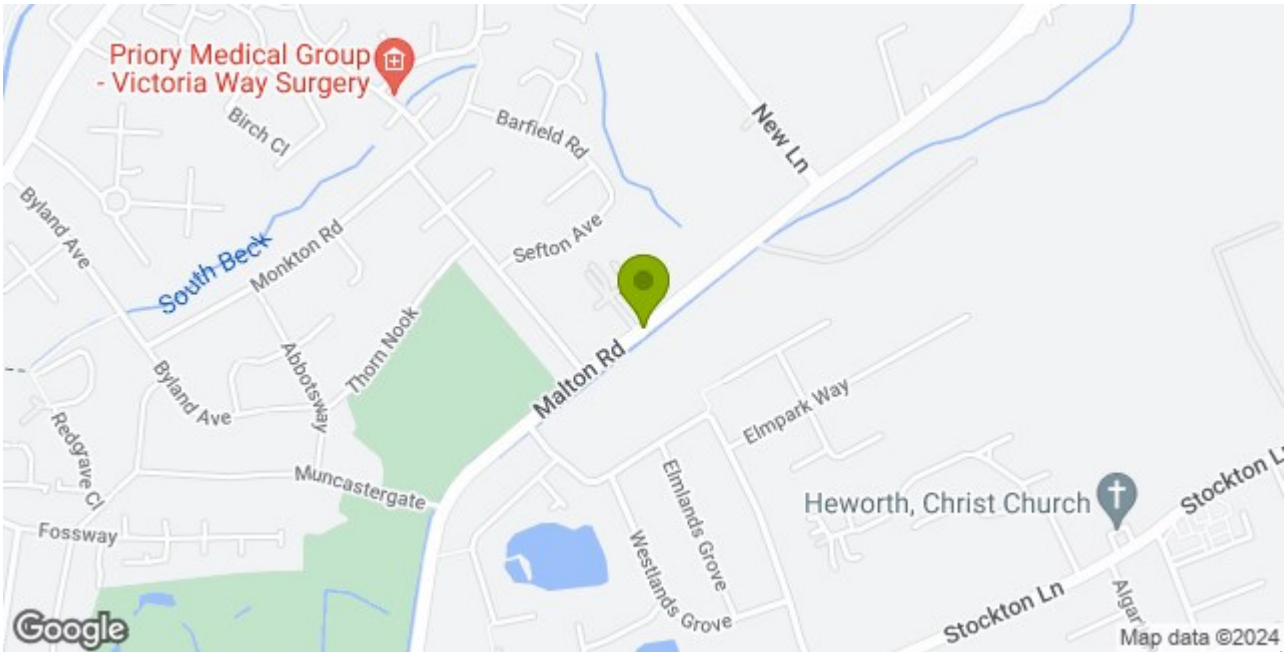 Priory Medical Group
- Victoria Way Surgery
Birch Cl
Barfield Rd
New Ln
Byland Ave
South Beck
Monkton Rd
Sefton Ave
Abbotsway
Thorn Nook
Malton Rd
Byland Ave
Redgrave Cl
Muncastergate
Elmpark Way
Elmlands Grove
Heworth, Christ Church
Stockton Ln
Fossway
Westlands Grove
Stockton Ln
Google
Map data ©2024